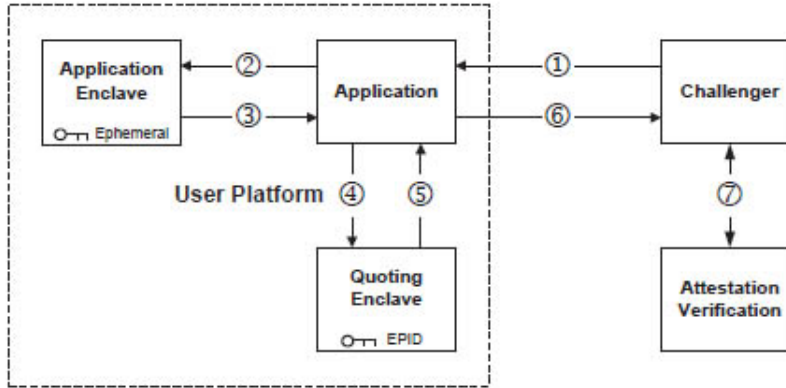 Application
Enclave
Ephemeral
②
③
Application
①
⑥
Challenger
User Platform
④
⑤
⑦
Quoting
Enclave
EPID
Attestation
Verification